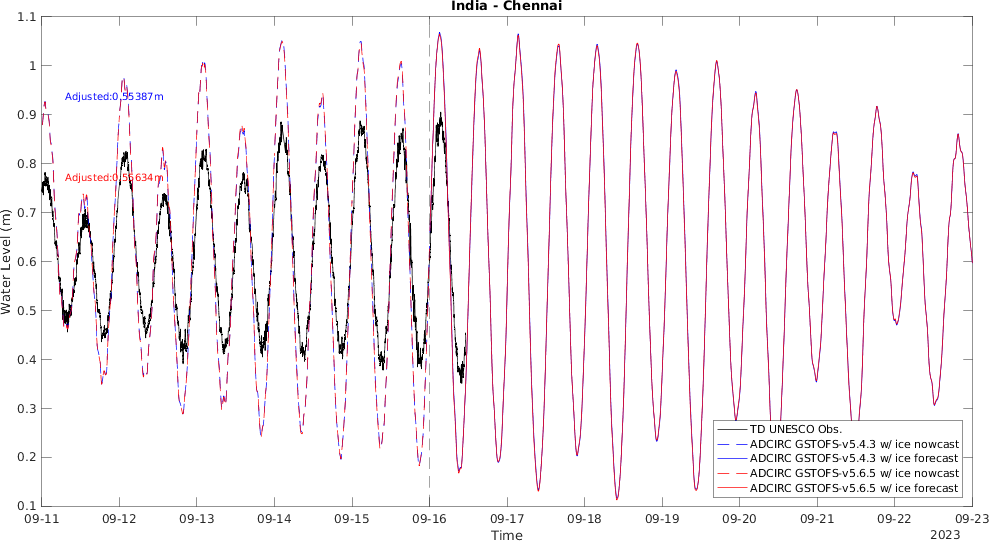 India - Chennai
Water Level (m)
1.1
1
0.9
0.8
0.7
0.6
0.5
0.4
0.3
0.2
0.1
Adjusted:0.55387m
Adjusted:0.55634m
TD UNESCO Obs.
ADCIRC GSTOFS-v5.4.3 w/ ice nowcast
ADCIRC GSTOFS-v5.4.3 w/ ice forecast
ADCIRC GSTOFS-v5.6.5 w/ ice nowcast
ADCIRC GSTOFS-v5.6.5 w/ ice forecast
09-11 09-12 09-13 09-14 09-15 09-16 09-17 09-18 09-19 09-20 09-21 09-22 09-23
Time
2023